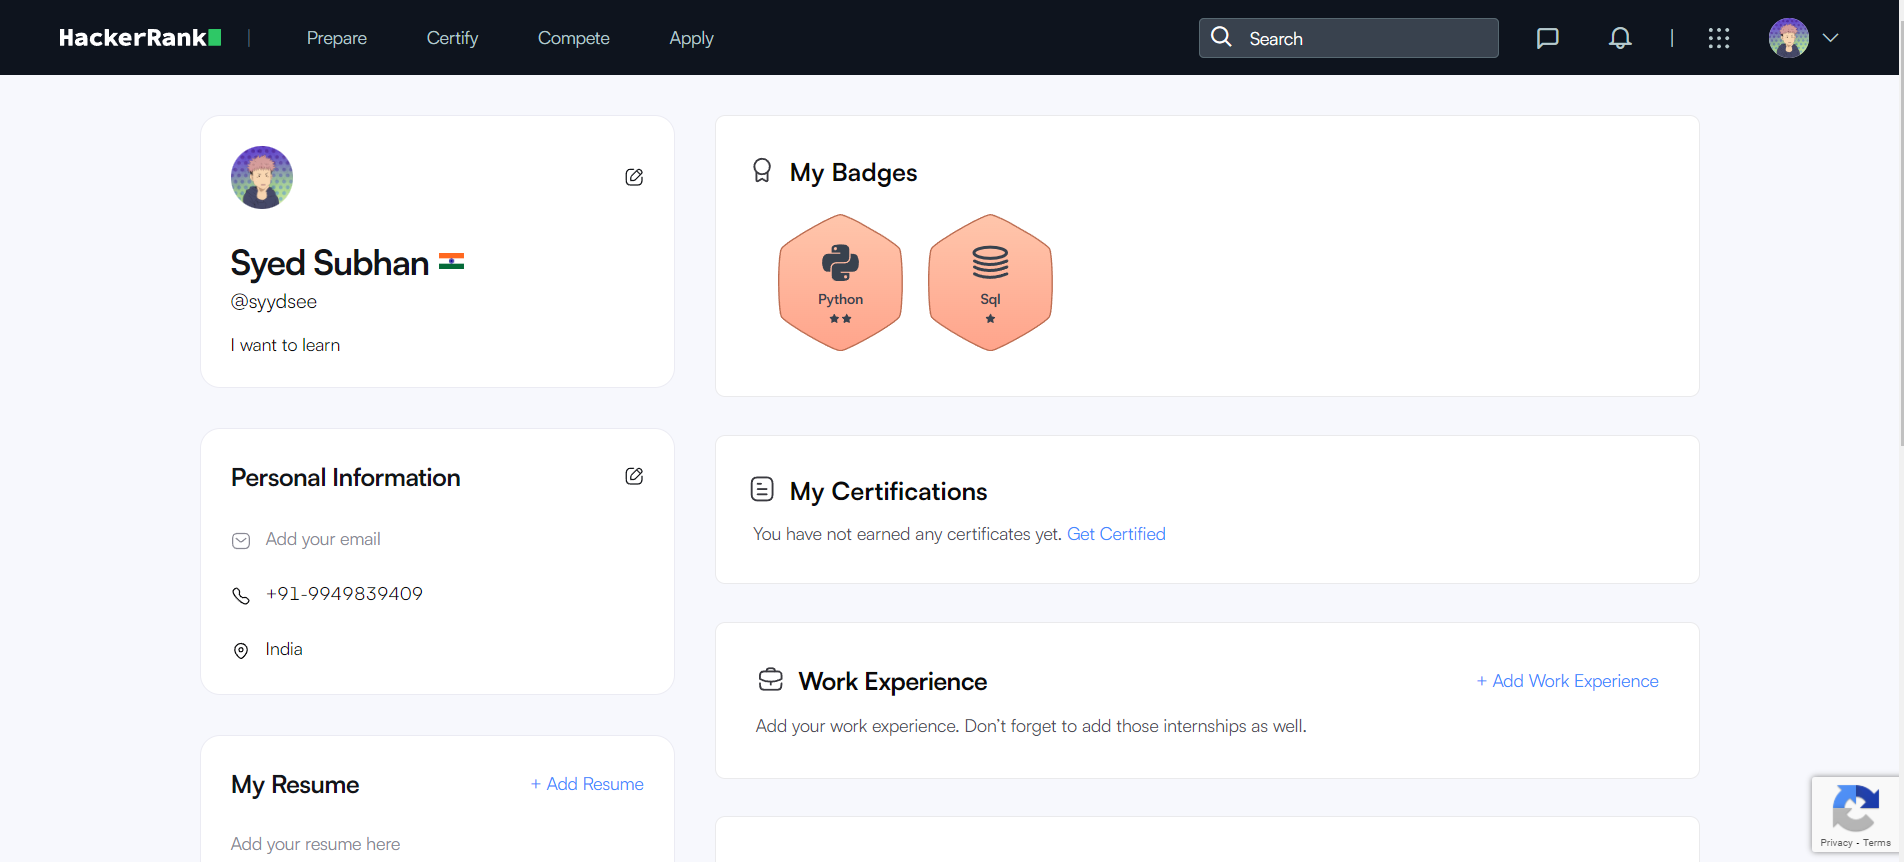 HackerRank
Prepare
Certify
Compete
Apply
Search
Syed Subhan
@syydsee
I want to learn
Personal Information
Add your email
+91-9949839409
India
My Resume
+ Add Resume
Add your resume here
My Badges
Python
Sql
My Certifications
You have not earned any certificates yet. Get Certified
Work Experience
+ Add Work Experience
Add your work experience. Don't forget to add those internships as well.
Privacy - Terms